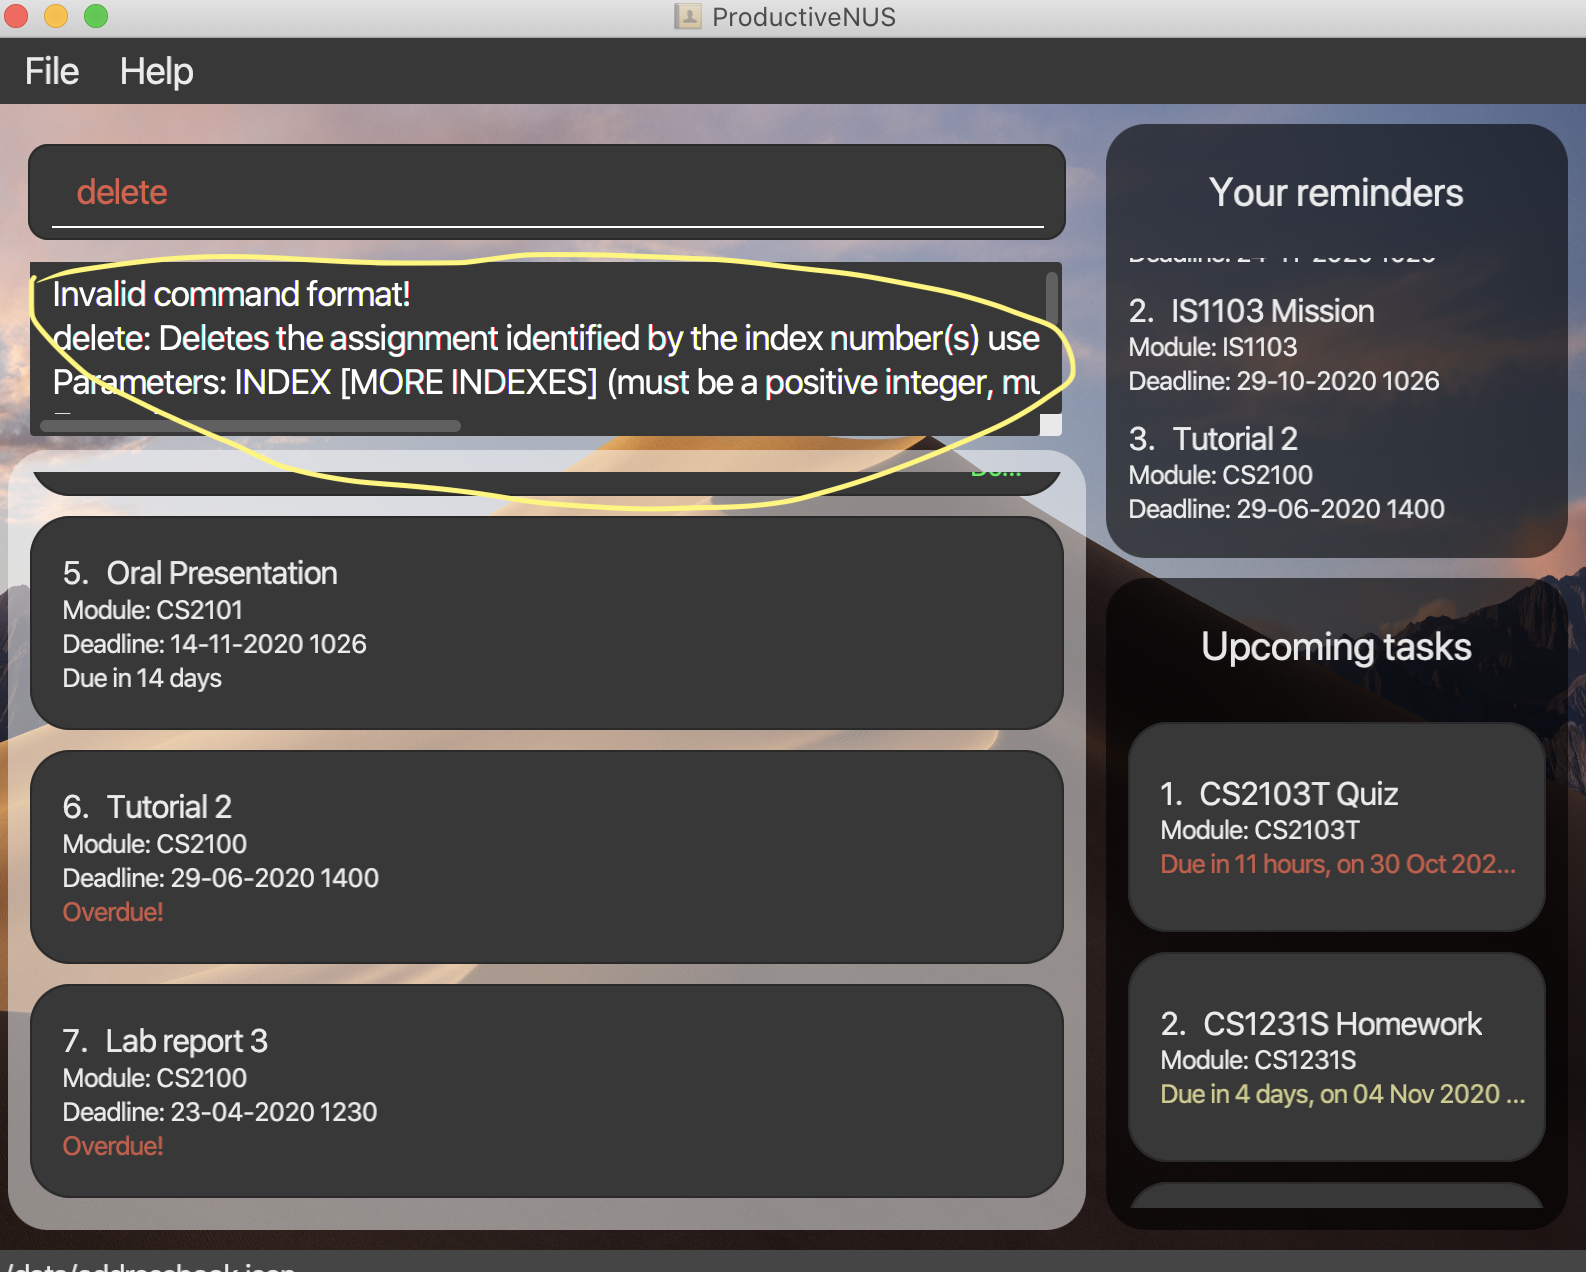 ProductiveNUS
File Help
delete
Invalid command format!
delete: Deletes the assignment identified by the index number(s) use
Parameters: INDEX [MORE INDEXES] (must be a positive integer, mu
5. Oral Presentation
Module: CS2101
Deadline: 14-11-2020 1026
Due in 14 days
6. Tutorial 2
Module: CS2100
Deadline: 29-06-2020 1400
Overdue!
7. Lab report 3
Module: CS2100
Deadline: 23-04-2020 1230
Overdue!
Your reminders
2. IS1103 Mission
Module: IS1103
Deadline: 29-10-2020 1026
3. Tutorial 2
Module: CS2100
Deadline: 29-06-2020 1400
Upcoming tasks
1. CS2103T Quiz
Module: CS2103T
Due in 11 hours, on 30 Oct 202...
2. CS1231S Homework
Module: CS1231S
Due in 4 days, on 04 Nov 2020 ...